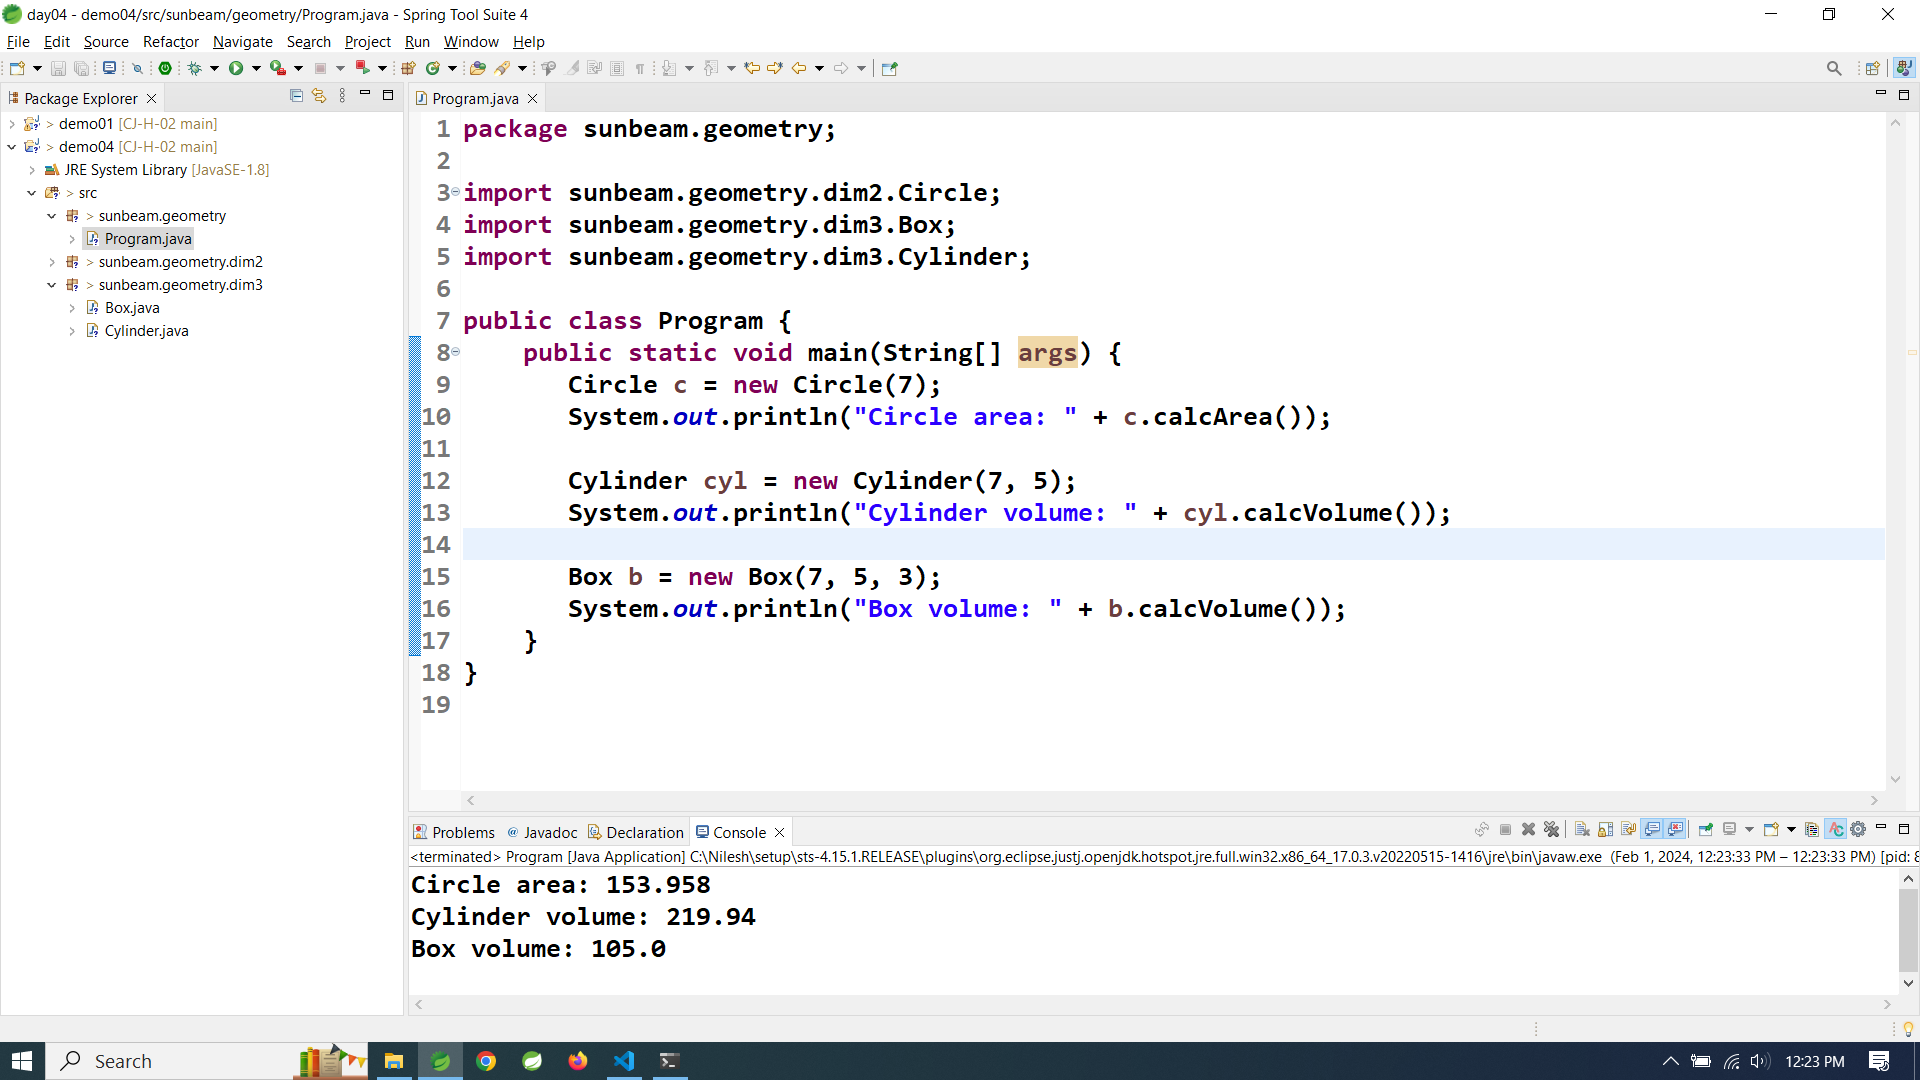 day04 - demo04/src/sunbeam/geometry/Program.java - Spring Tool Suite 4
File Edit Source Refactor Navigate Search Project Run Window Help
Package Explorer
> demo01 [CJ-H-02 main]
> demo04 [CJ-H-02 main]
JRE System Library [JavaSE-1.8]
> src
> sunbeam.geometry
Program.java
> sunbeam.geometry.dim2
> sunbeam.geometry.dim3
Box.java
Cylinder.java
Program.java
1 package sunbeam.geometry;
2
3 import sunbeam.geometry.dim2.Circle;
4 import sunbeam.geometry.dim3.Box;
5 import sunbeam.geometry.dim3.Cylinder;
6
7 public class Program {
8 public static void main(String[] args) {
9 Circle c = new Circle(7);
10 System.out.println("Circle area: " + c.calcArea());
11
12 Cylinder cyl = new Cylinder(7, 5);
13 System.out.println("Cylinder volume: " + cyl.calcVolume());
14
15 Box b = new Box(7, 5, 3);
16 System.out.println("Box volume: " + b.calcVolume());
17 }
18 }
19
Problems Javadoc Declaration Console
<terminated> Program [Java Application] C:\Nilesh\setup\sts-4.15.1.RELEASE\plugins\org.eclipse.justj.openjdk.hotspot.jre.full.win32.x86_64_17.0.3.v20220515-1416\jre\bin\javaw.exe (Feb 1, 2024, 12:23:33 PM – 12:23:33 PM) [pid: 8
Circle area: 153.958
Cylinder volume: 219.94
Box volume: 105.0
Search
12:23 PM